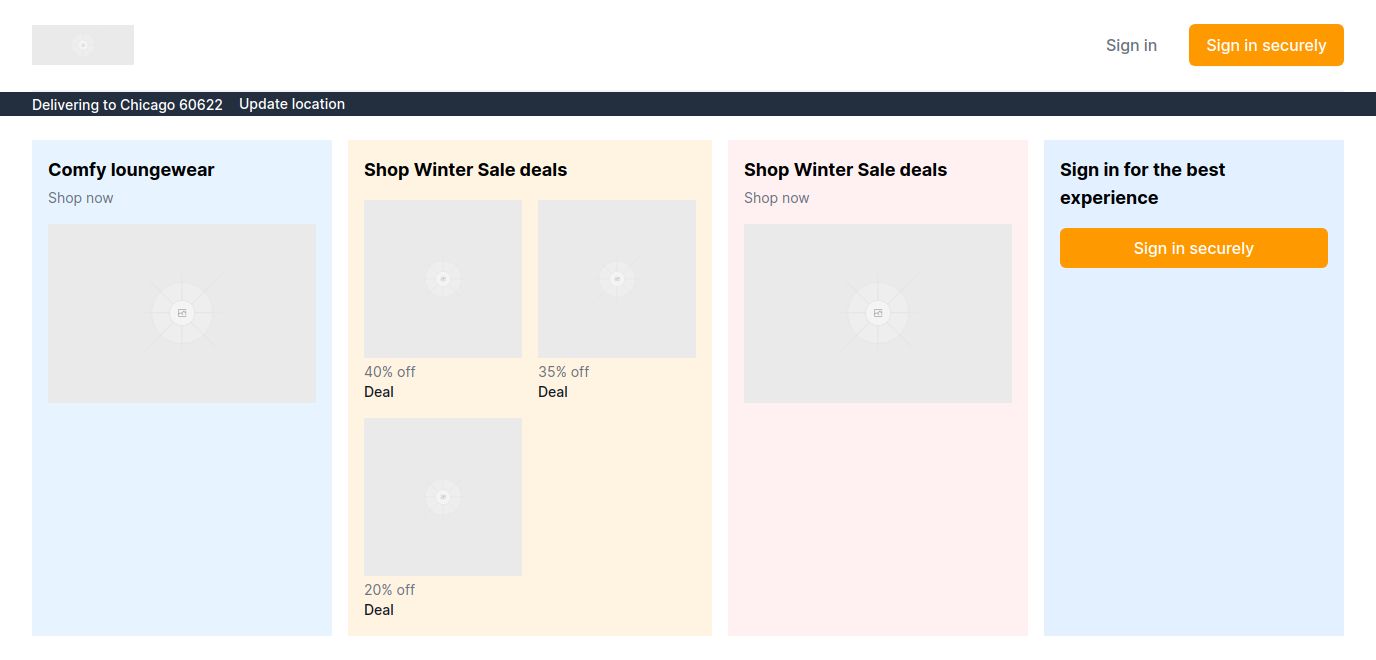 Sign in
Sign in securely
Delivering to Chicago 60622
Update location
Comfy loungewear
Shop now
Shop Winter Sale deals
40% off
Deal
35% off
Deal
20% off
Deal
Shop Winter Sale deals
Shop now
Sign in for the best
experience
Sign in securely